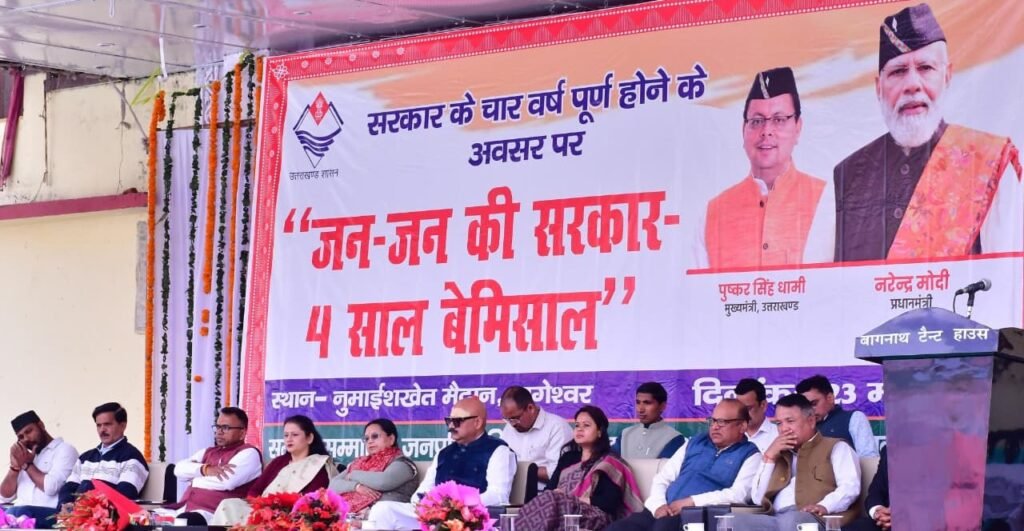 सरकार के चार वर्ष पूर्ण होने के
अवसर पर
उत्तराखण्ड शासन
“जन-जन की सरकार-
4 साल बेमिसाल”
पुष्कर सिंह धामी
मुख्यमंत्री, उत्तराखण्ड
नरेन्द्र मोदी
प्रधानमंत्री
बागनाथ टैन्ट हाउस
स्थान- नुमाईशखेत मैदान,
23